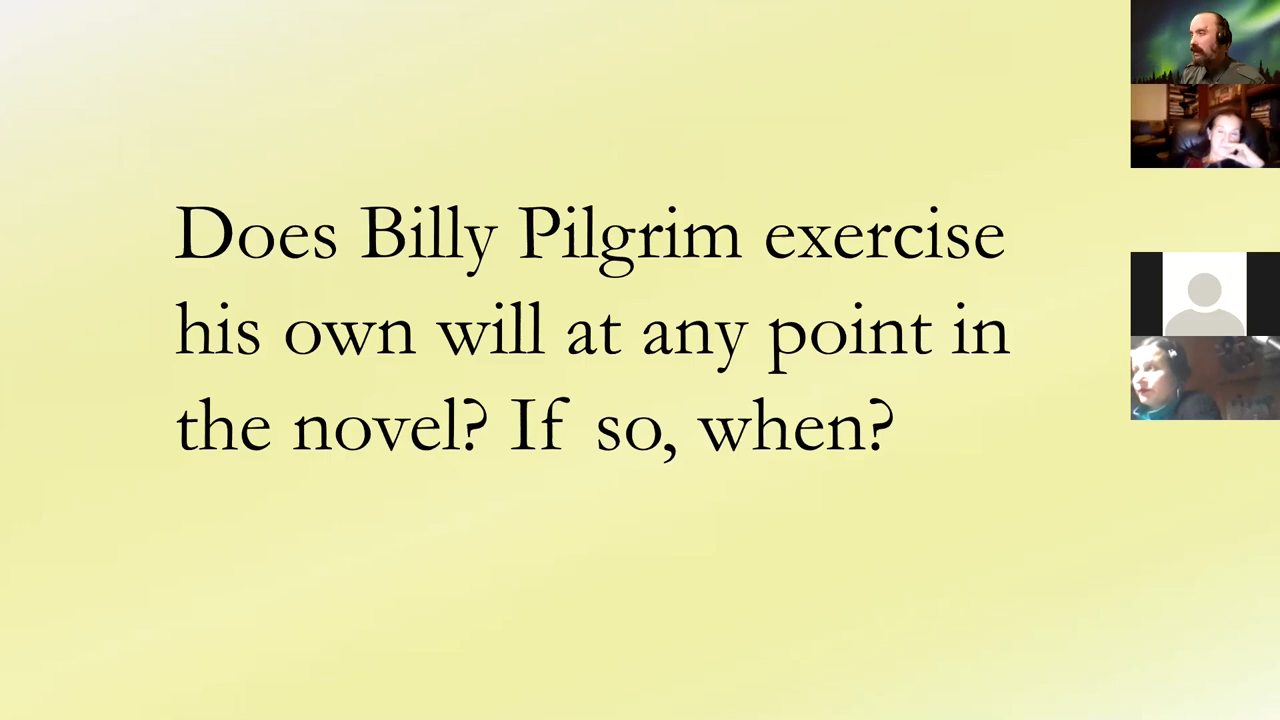 Does Billy Pilgrim exercise
his own will at any point in
the novel? If so, when?